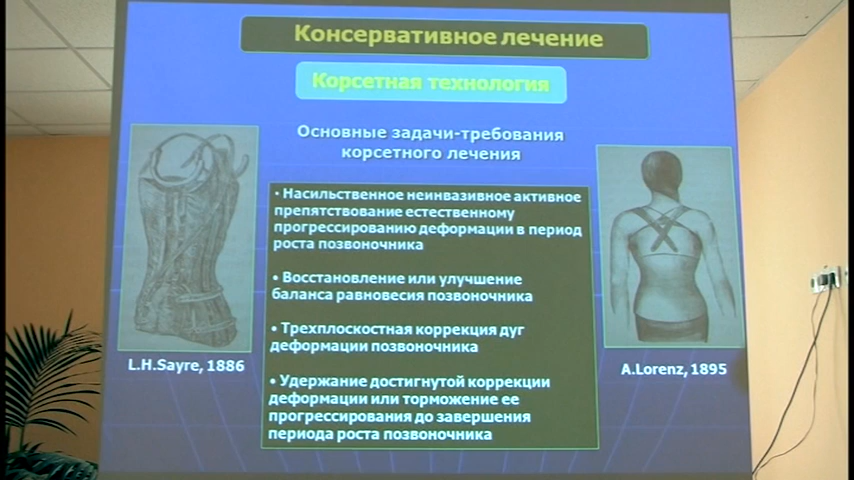 Консервативное лечение
Корсетная технология
Основные задачи-требования
корсетного лечения
• Насильственное неинвазивное активное
препятствование естественному
прогрессированию деформации в период
роста позвоночника
• Восстановление или улучшение
баланса равновесия позвоночника
• Трехплоскостная коррекция дуг
деформации позвоночника
• Удержание достигнутой коррекции
деформации или торможение ее
прогрессирования до завершения
периода роста позвоночника
L.H.Sayre, 1886
A.Lorenz, 1895